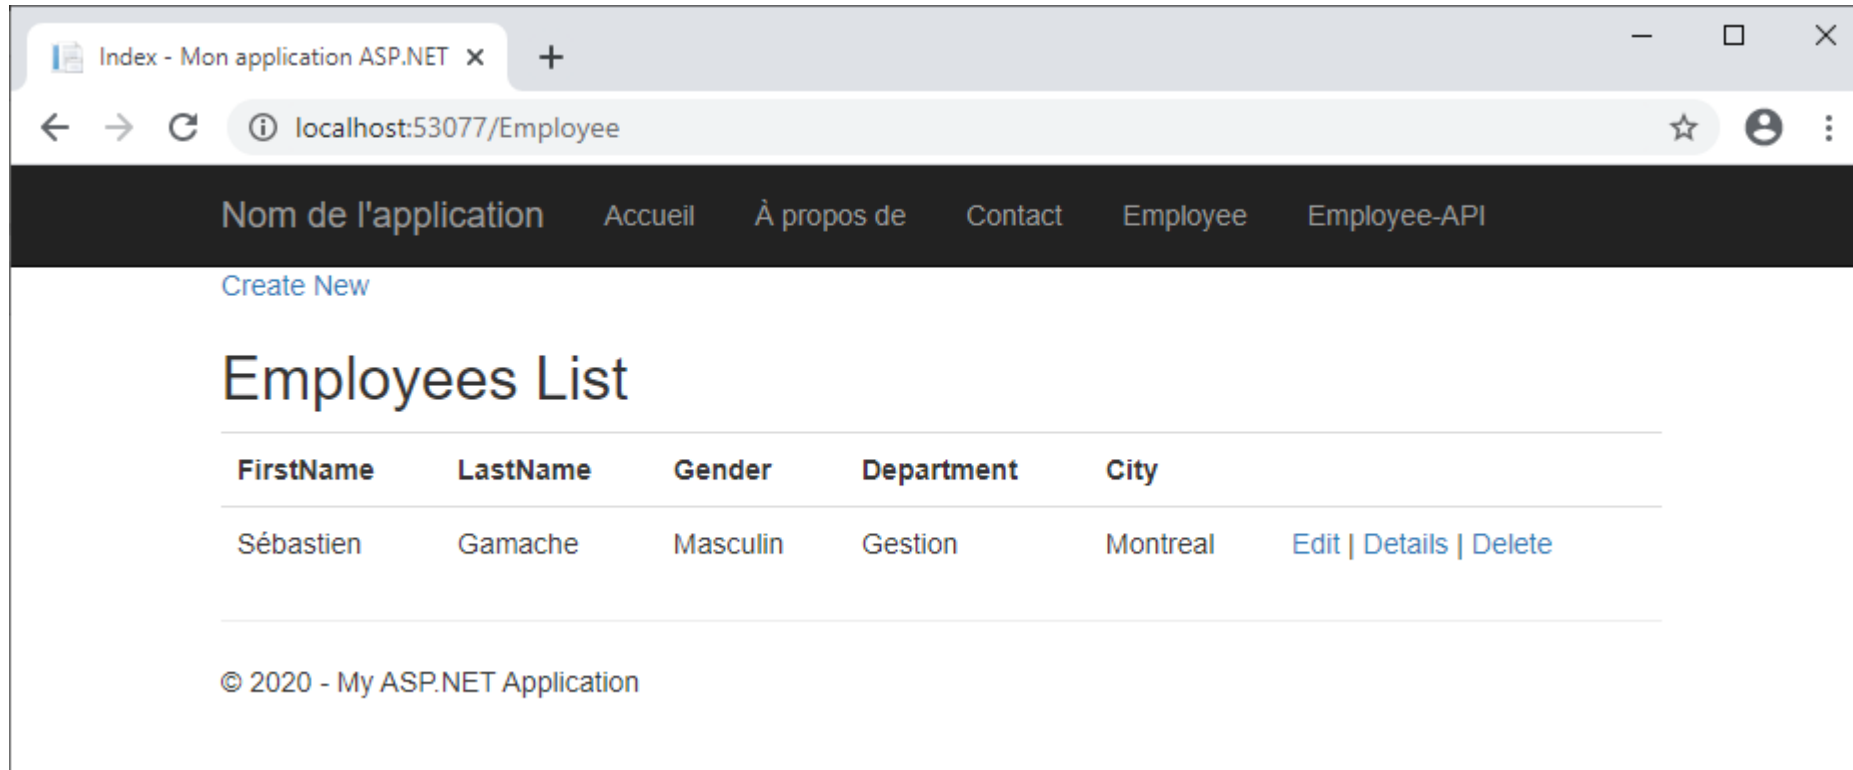 Index - Mon application ASP.NET
localhost:53077/Employee
Nom de l'application Accueil À propos de Contact Employee Employee-API
Create New
Employees List
FirstName LastName Gender Department City
Sébastien Gamache Masculin Gestion Montreal Edit | Details | Delete
© 2020 - My ASP.NET Application